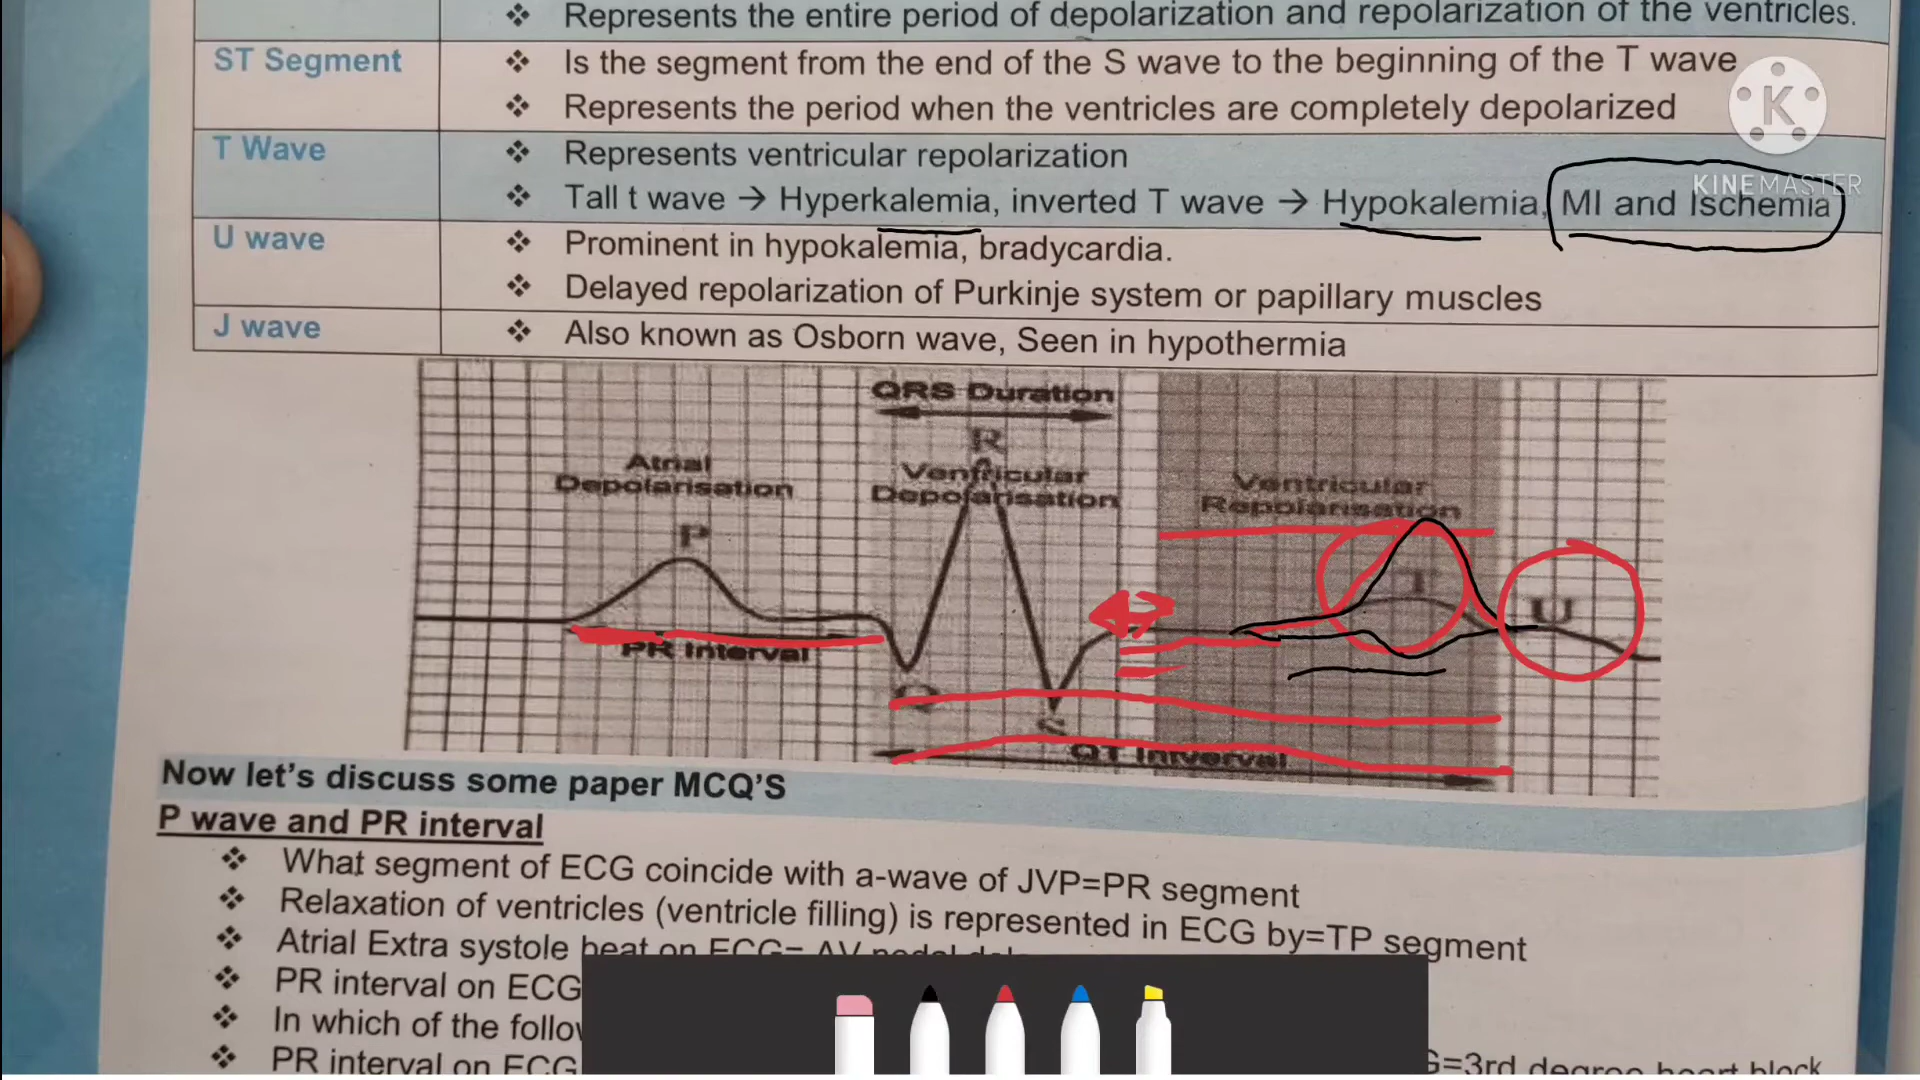 Represents the entire period of depolarization and repolarization of the ventricles.
ST Segment
Is the segment from the end of the S wave to the beginning of the T wave
Represents the period when the ventricles are completely depolarized
K
KINEMASTER
T Wave
Represents ventricular repolarization
Tall t wave → Hyperkalemia, inverted T wave → Hypokalemia, MI and Ischemia
U wave
Prominent in hypokalemia, bradycardia.
Delayed repolarization of Purkinje system or papillary muscles
J wave
Also known as Osborn wave, Seen in hypothermia
QRS Duration
R
Atrial
Depolarisation
Ventricular
Depolarisation
Ventricular
Repolarisation
P
T
U
PR Interval
Q
S
QT Interval
Now let's discuss some paper MCQ'S
P wave and PR interval
What segment of ECG coincide with a-wave of JVP=PR segment
Relaxation of ventricles (ventricle filling) is represented in ECG by=TP segment
Atrial Extra systole beat on ECG= AV nodal
PR interval on ECG
In which of the
PR interval on ECG
=3rd degree heart block